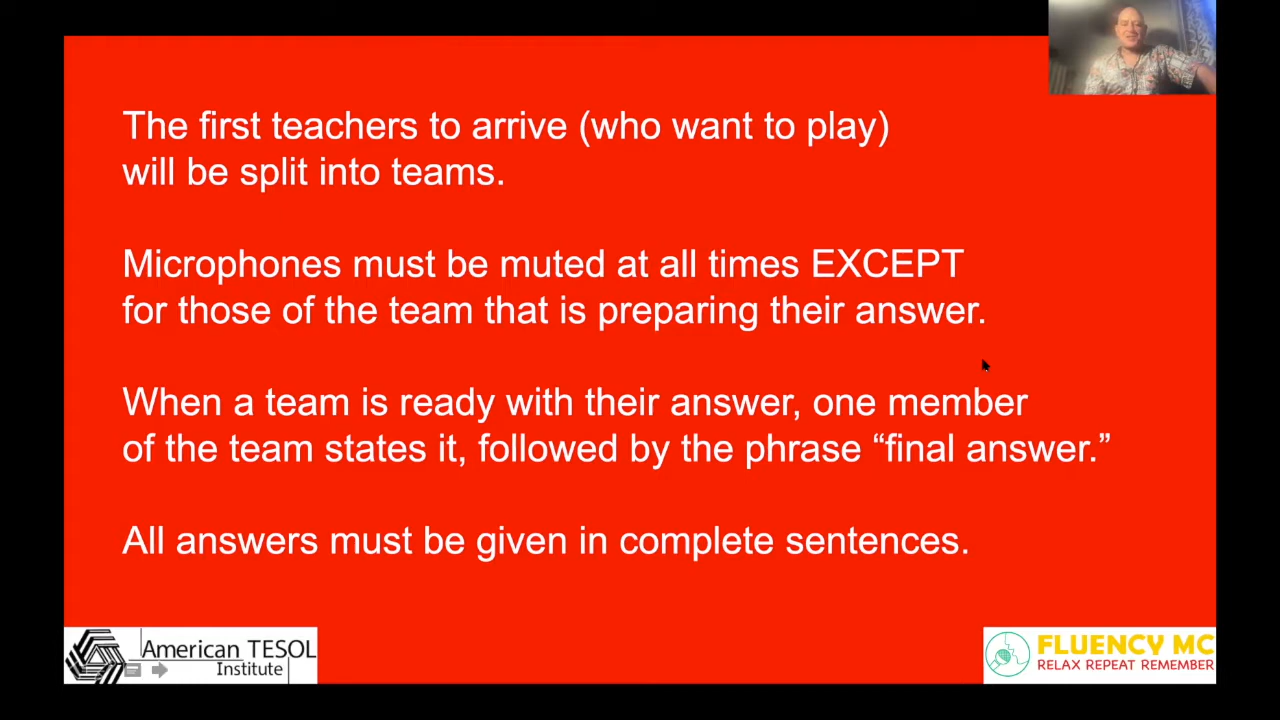 The first teachers to arrive (who want to play)
will be split into teams.
Microphones must be muted at all times EXCEPT
for those of the team that is preparing their answer.
When a team is ready with their answer, one member
of the team states it, followed by the phrase “final answer.”
All answers must be given in complete sentences.
American TESOL
Institute
FLUENCY MC
RELAX REPEAT REMEMBER